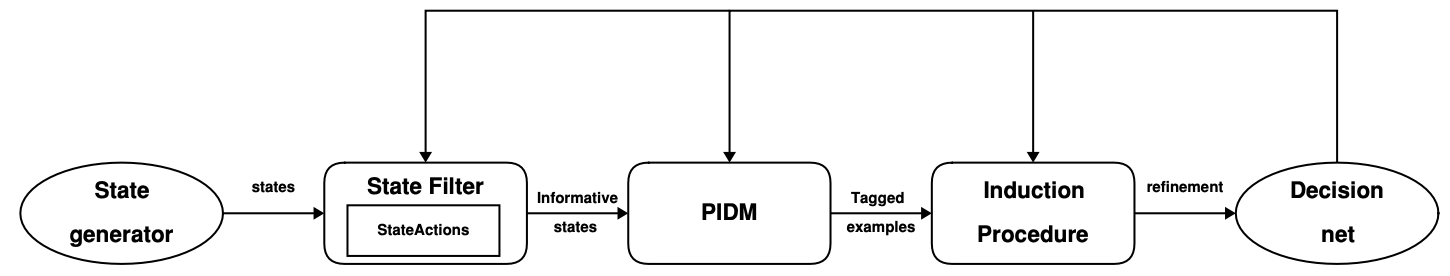 State
generator
states
State Filter
StateActions
Informative
states
PIDM
Tagged
examples
Induction
Procedure
refinement
Decision
net